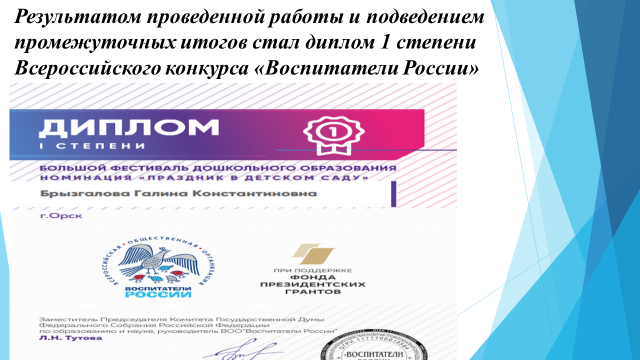 Результатом проведенной работы и подведением
промежуточных итогов стал диплом 1 степени
Всероссийского конкурса «Воспитатели России»
ДИПЛОМ
I СТЕПЕНИ
1
БОЛЬШОЙ ФЕСТИВАЛЬ ДОШКОЛЬНОГО ОБРАЗОВАНИЯ
НОМИНАЦИЯ «ПРАЗДНИК В ДЕТСКОМ САДУ»
Брызгалова Галина Константиновна
г.Орск
ВСЕРОССИЙСКАЯ ОБЩЕСТВЕННАЯ ОРГАНИЗАЦИЯ
ВОСПИТАТЕЛИ
РОССИИ
ПРИ ПОДДЕРЖКЕ
ФОНДА
ПРЕЗИДЕНТСКИХ
ГРАНТОВ
Заместитель Председателя Комитета Государственной Думы
Федерального Собрания Российской Федерации
по образованию и науке, руководитель ВОО"Воспитатели России"
Л.Н. Тутова
«ВОСПИТАТЕЛИ